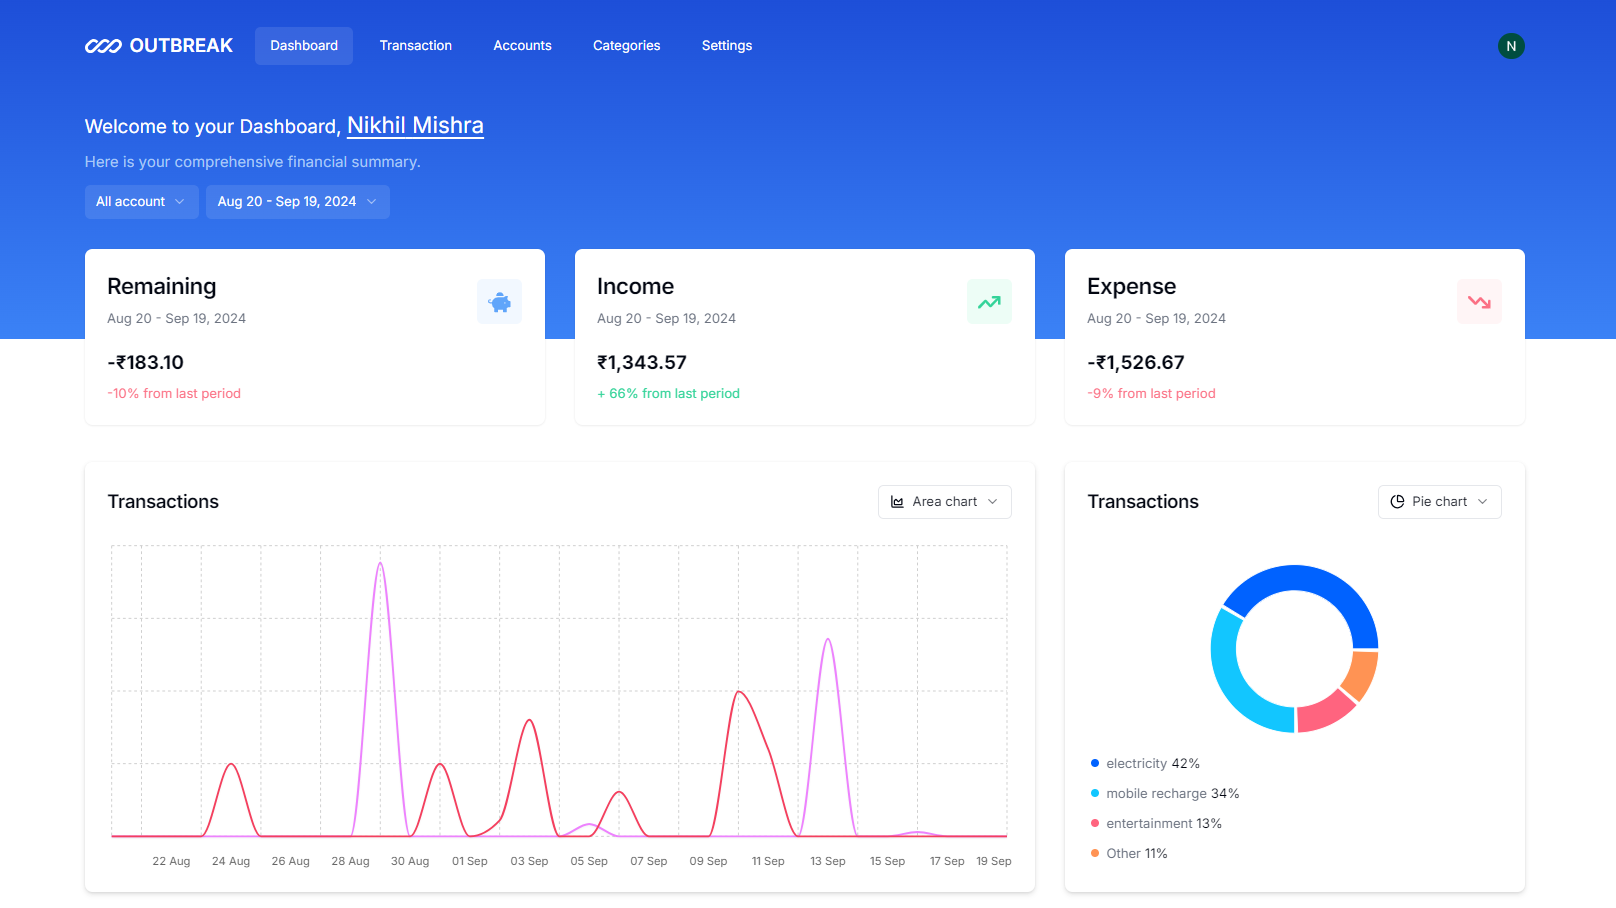 OUTBREAK
Dashboard
Transaction
Accounts
Categories
Settings
N
Welcome to your Dashboard, Nikhil Mishra
Here is your comprehensive financial summary.
All account
Aug 20 - Sep 19, 2024
Remaining
Aug 20 - Sep 19, 2024
-₹183.10
-10% from last period
Income
Aug 20 - Sep 19, 2024
₹1,343.57
+ 66% from last period
Expense
Aug 20 - Sep 19, 2024
-₹1,526.67
-9% from last period
Transactions
Area chart
22 Aug
24 Aug
26 Aug
28 Aug
30 Aug
01 Sep
03 Sep
05 Sep
07 Sep
09 Sep
11 Sep
13 Sep
15 Sep
17 Sep
19 Sep
Transactions
Pie chart
electricity 42%
mobile recharge 34%
entertainment 13%
Other 11%